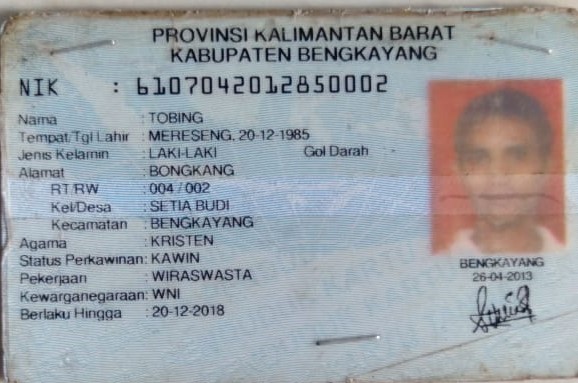 PROVINSI KALIMANTAN BARAT
KABUPATEN BENGKAYANG
NIK : 6107042012850002
Nama : TOBING
Tempat/Tgl Lahir : MERESENG, 20-12-1985
Jenis Kelamin : LAKI-LAKI Gol Darah
Alamat : BONGKANG
RT/RW : 004 / 002
Kel/Desa : SETIA BUDI
Kecamatan : BENGKAYANG
Agama : KRISTEN
Status Perkawinan: KAWIN
Pekerjaan : WIRASWASTA
Kewarganegaraan: WNI
Berlaku Hingga : 20-12-2018
BENGKAYANG
26-04-2013